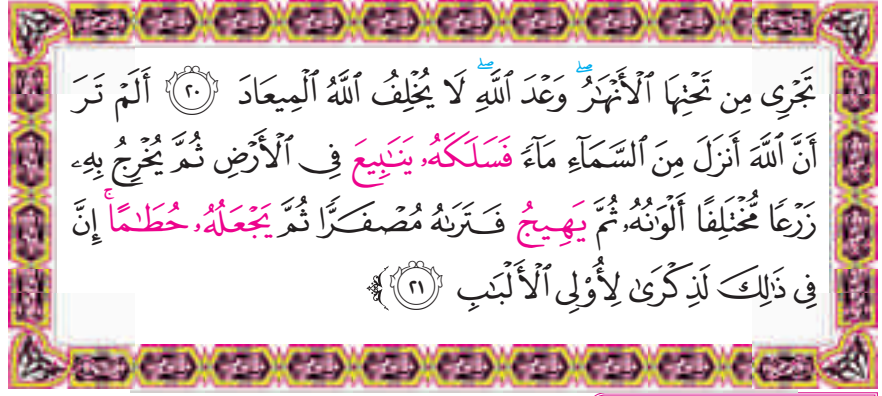 تَجْرِى مِن تَحْتِهَا ٱلْأَنْهَـٰرُ ۖ وَعْدَ ٱللَّهِ ۖ لَا يُخْلِفُ ٱللَّهُ ٱلْمِيعَادَ ٢٠ أَلَمْ تَرَ
أَنَّ ٱللَّهَ أَنزَلَ مِنَ ٱلسَّمَآءِ مَآءً فَسَلَكَهُۥ يَنَـٰبِيعَ فِى ٱلْأَرْضِ ثُمَّ يُخْرِجُ بِهِۦ
زَرْعًا مُّخْتَلِفًا أَلْوَٰنُهُۥ ثُمَّ يَهِيجُ فَتَرَىٰهُ مُصْفَرًّا ثُمَّ يَجْعَلُهُۥ حُطَـٰمًا ۚ إِنَّ
فِى ذَٰلِكَ لَذِكْرَىٰ لِأُو۟لِى ٱلْأَلْبَـٰبِ ٢١